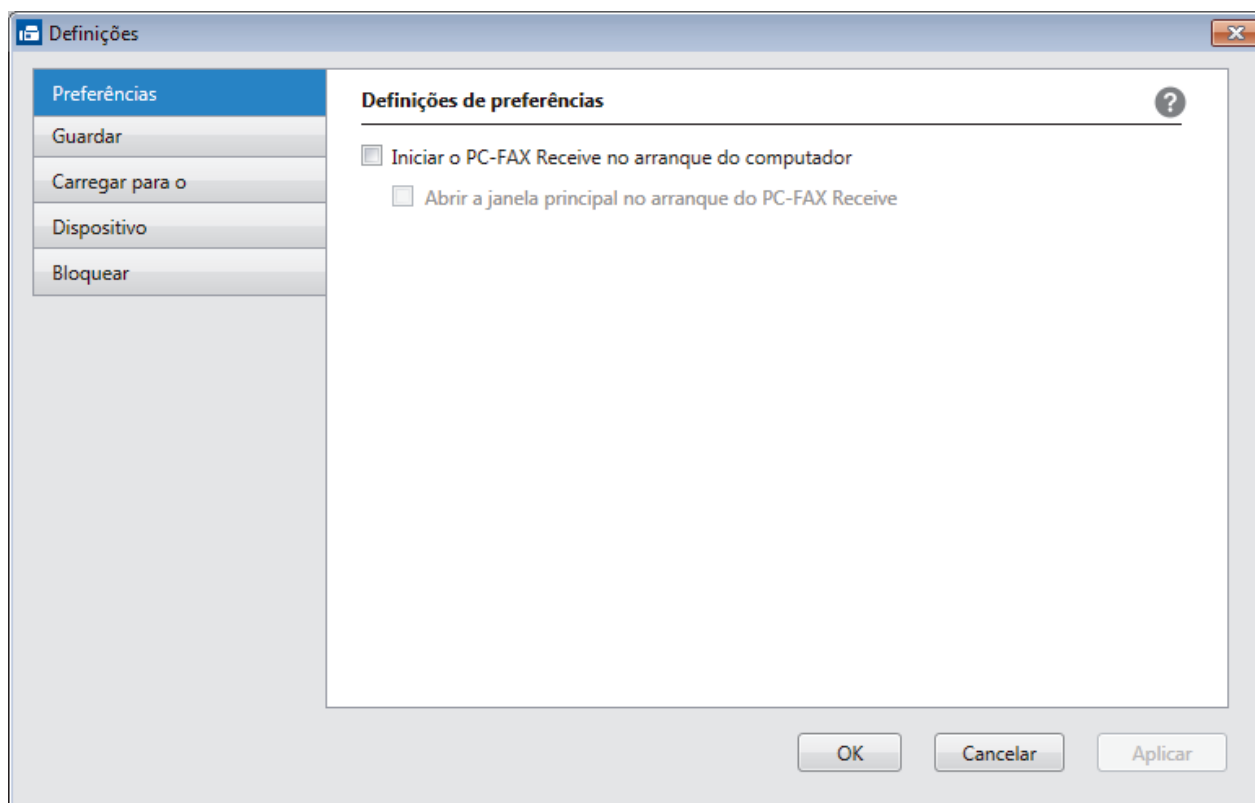 Definições
Preferências
Guardar
Carregar para o
Dispositivo
Bloquear
Definições de preferências
?
Iniciar o PC-FAX Receive no arranque do computador
Abrir a janela principal no arranque do PC-FAX Receive
OK
Cancelar
Aplicar